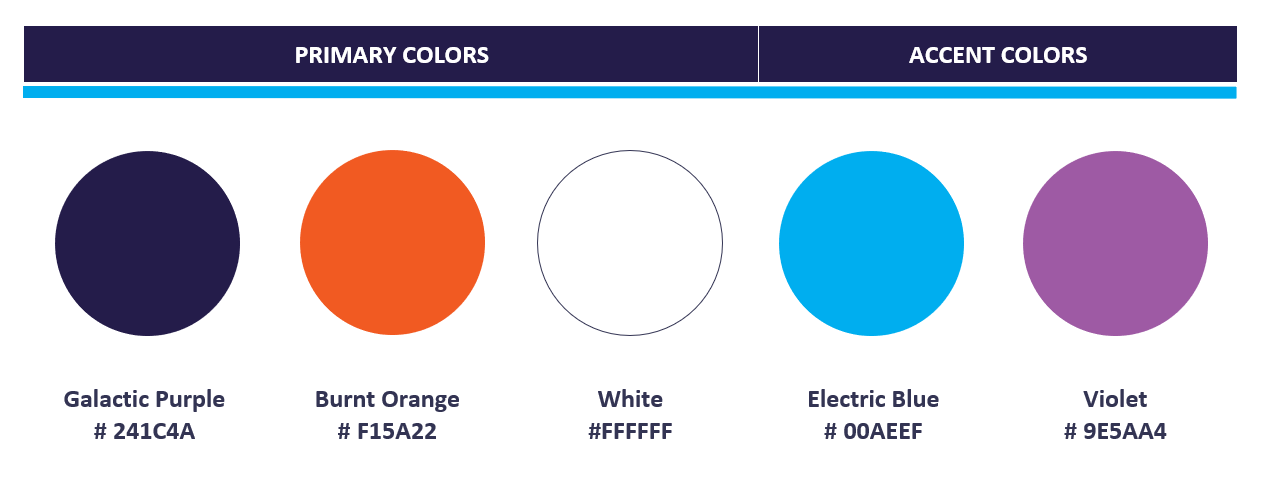 PRIMARY COLORS
ACCENT COLORS
Galactic Purple
# 241C4A
Burnt Orange
# F15A22
White
#FFFFFF
Electric Blue
# 00AEEF
Violet
# 9E5AA4